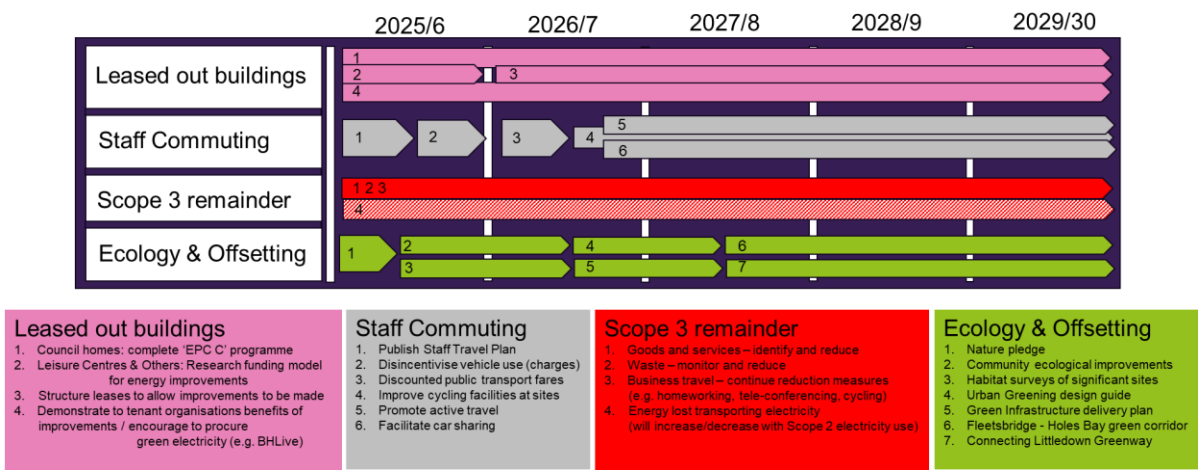 2025/6 2026/7 2027/8 2028/9 2029/30
Leased out buildings
1
2 3
4
Staff Commuting
1 2 3 4 5
6
Scope 3 remainder
1 2 3
4
Ecology & Offsetting
1 2 4 6
3 5 7
Leased out buildings
1. Council homes: complete ‘EPC C’ programme
2. Leisure Centres & Others: Research funding model
for energy improvements
3. Structure leases to allow improvements to be made
4. Demonstrate to tenant organisations benefits of
improvements / encourage to procure
green electricity (e.g. BHLive)
Staff Commuting
1. Publish Staff Travel Plan
2. Disincentivise vehicle use (charges)
3. Discounted public transport fares
4. Improve cycling facilities at sites
5. Promote active travel
6. Facilitate car sharing
Scope 3 remainder
1. Goods and services – identify and reduce
2. Waste – monitor and reduce
3. Business travel – continue reduction measures
(e.g. homeworking, tele-conferencing, cycling)
4. Energy lost transporting electricity
(will increase/decrease with Scope 2 electricity use)
Ecology & Offsetting
1. Nature pledge
2. Community ecological improvements
3. Habitat surveys of significant sites
4. Urban Greening design guide
5. Green Infrastructure delivery plan
6. Fleetsbridge - Holes Bay green corridor
7. Connecting Littledown Greenway